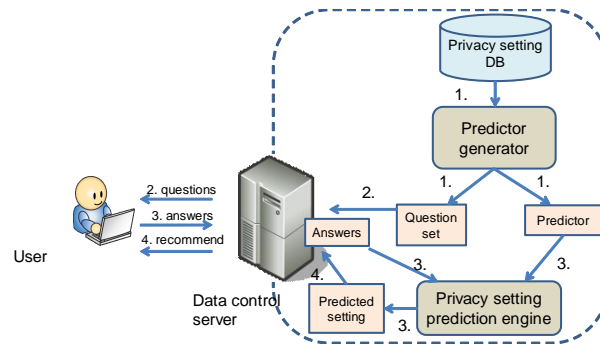 Privacy setting
DB
1.
Predictor
generator
1.
1.
2. questions
2.
3. answers
Question
set
Predictor
Answers
4. recommend
User
3.
3.
4.
Data control
server
Predicted
setting
3.
Privacy setting
prediction engine